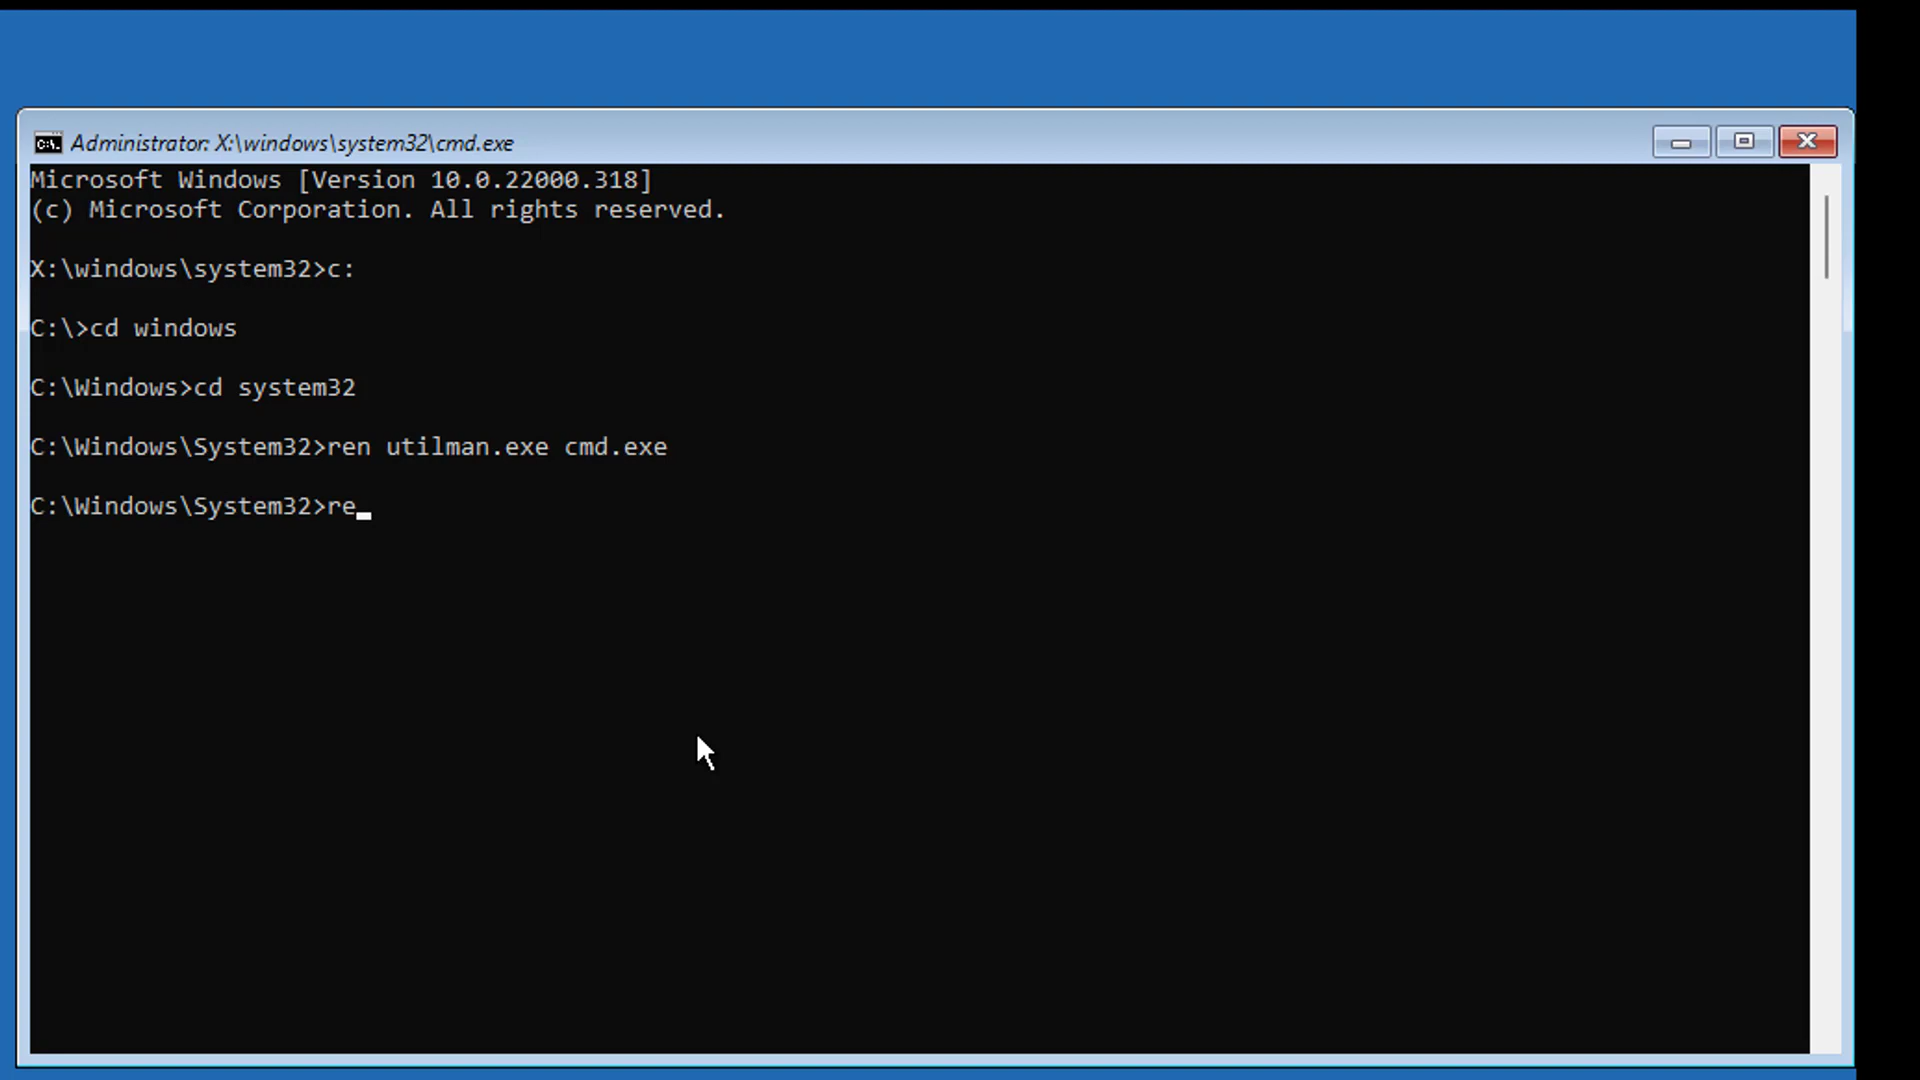 Administrator: X:\windows\system32\cmd.exe
Microsoft Windows [Version 10.0.22000.318]
(c) Microsoft Corporation. All rights reserved.
X:\windows\system32>c:
C:\>cd windows
C:\Windows>cd system32
C:\Windows\System32>ren utilman.exe cmd.exe
C:\Windows\System32>re